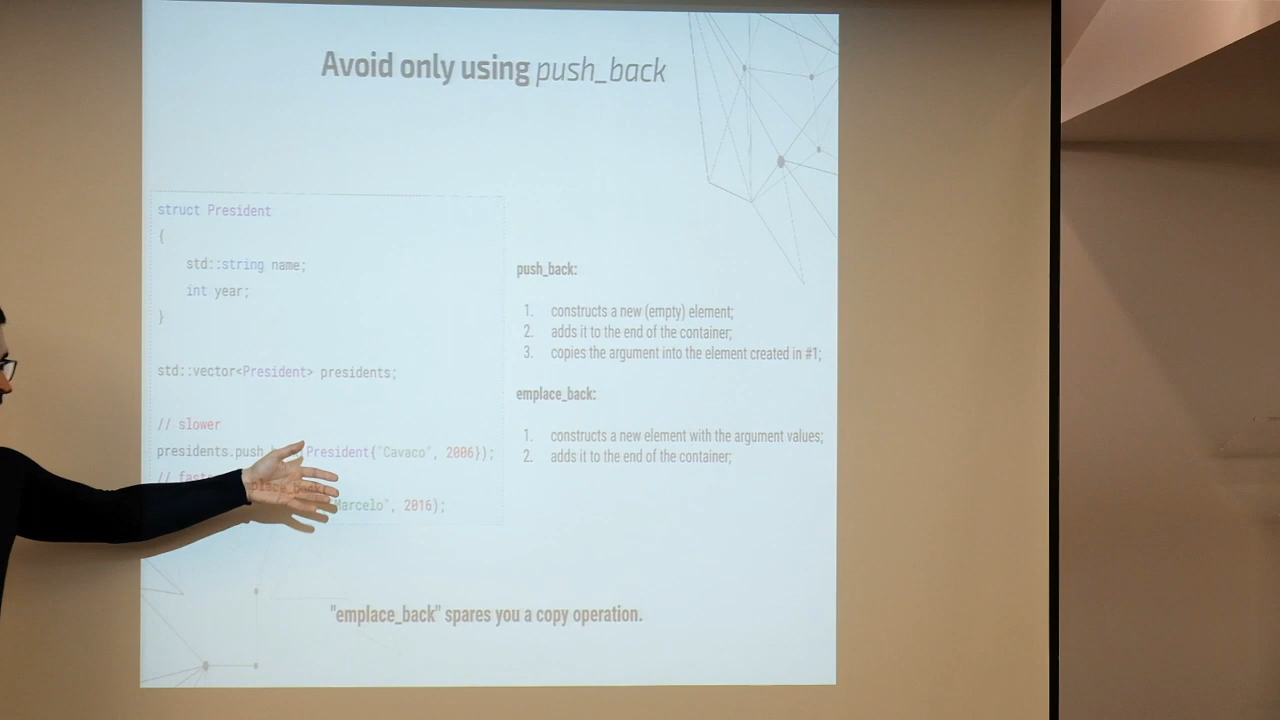 Avoid only using push_back
struct President
{
std::string name;
int year;
}
std::vector<President> presidents;
// slower
presidents.push President{"Cavaco", 2006});
//
place_back(
"Marcelo", 2016);
push_back:
1. constructs a new (empty) element;
2. adds it to the end of the container;
3. copies the argument into the element created in #1;
emplace_back:
1. constructs a new element with the argument values;
2. adds it to the end of the container;
"emplace_back" spares you a copy operation.